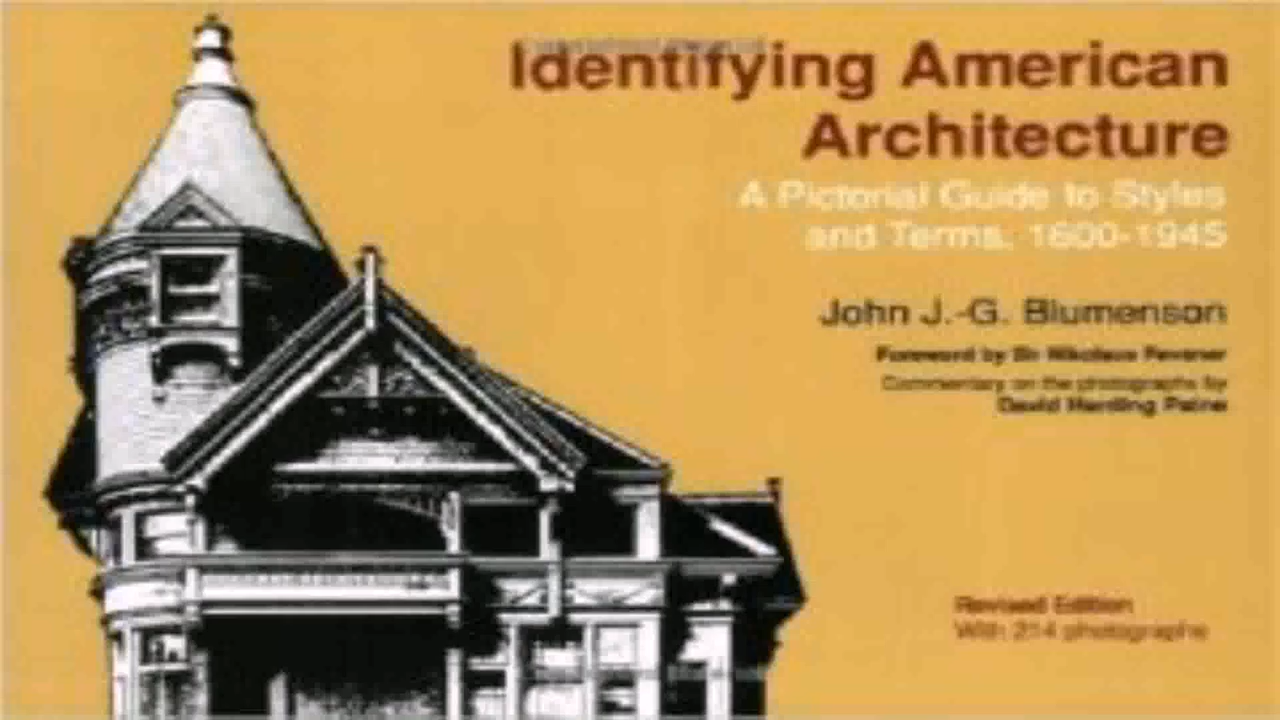 Identifying American
Architecture
A Pictorial Guide to Styles
and Terms, 1600-1945
John J.-G. Blumenson
Foreword by Sir Nikolaus Pevsner
Commentary on the photographs by
David Harding Paine
Revised Edition
With 214 photographs